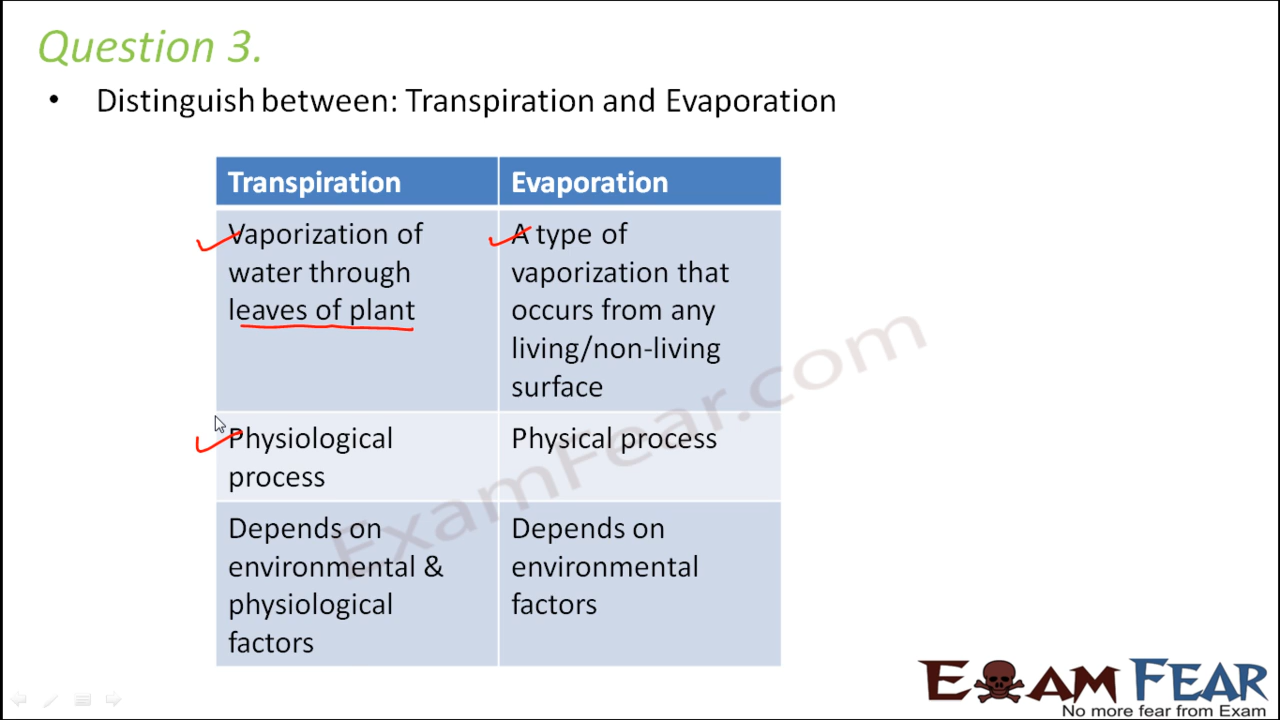 Question 3.
• Distinguish between: Transpiration and Evaporation
Transpiration
Evaporation
Vaporization of
water through
leaves of plant
A type of
vaporization that
occurs from any
living/non-living
surface
Physiological
process
Physical process
Depends on
environmental &
physiological
factors
Depends on
environmental
factors
ExamFear.com
EXAM FEAR
No more fear from Exam